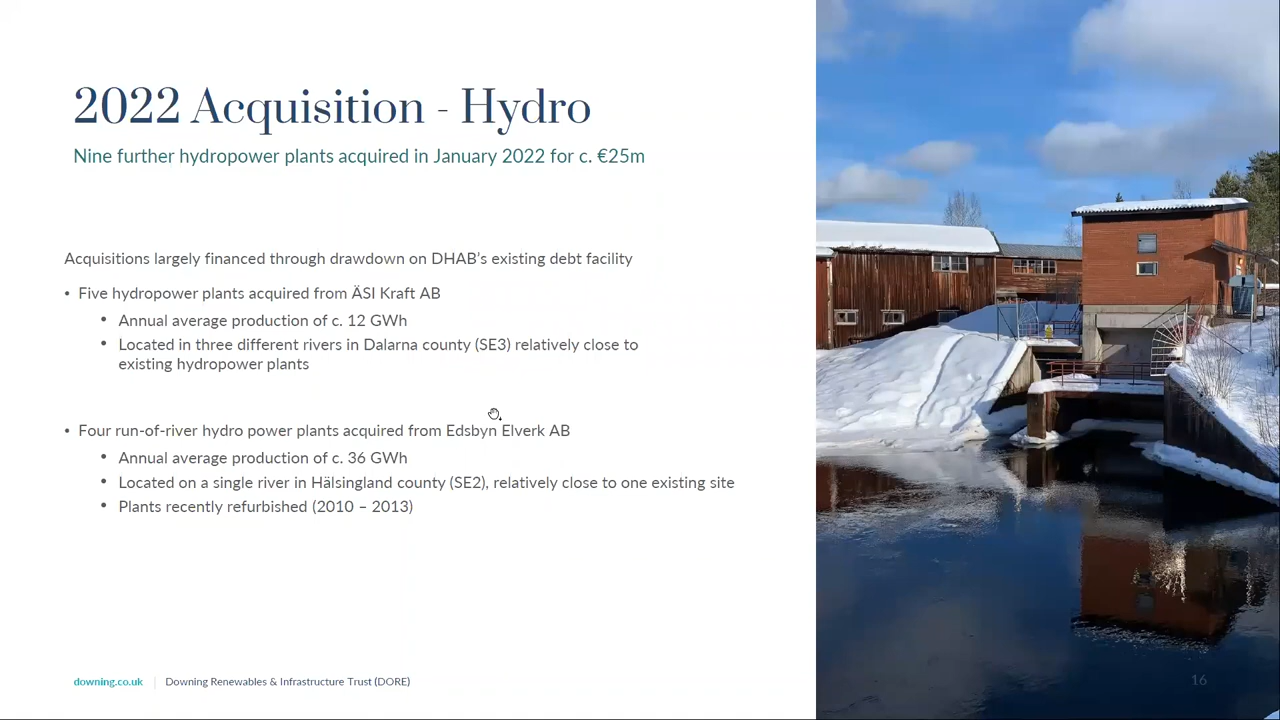 2022 Acquisition - Hydro
Nine further hydropower plants acquired in January 2022 for c. €25m
Acquisitions largely financed through drawdown on DHAB’s existing debt facility
• Five hydropower plants acquired from ÄSI Kraft AB
• Annual average production of c. 12 GWh
• Located in three different rivers in Dalarna county (SE3) relatively close to
existing hydropower plants
• Four run-of-river hydro power plants acquired from Edsbyn Elverk AB
• Annual average production of c. 36 GWh
• Located on a single river in Hälsingland county (SE2), relatively close to one existing site
• Plants recently refurbished (2010 – 2013)
downing.co.uk | Downing Renewables & Infrastructure Trust (DORE)
16